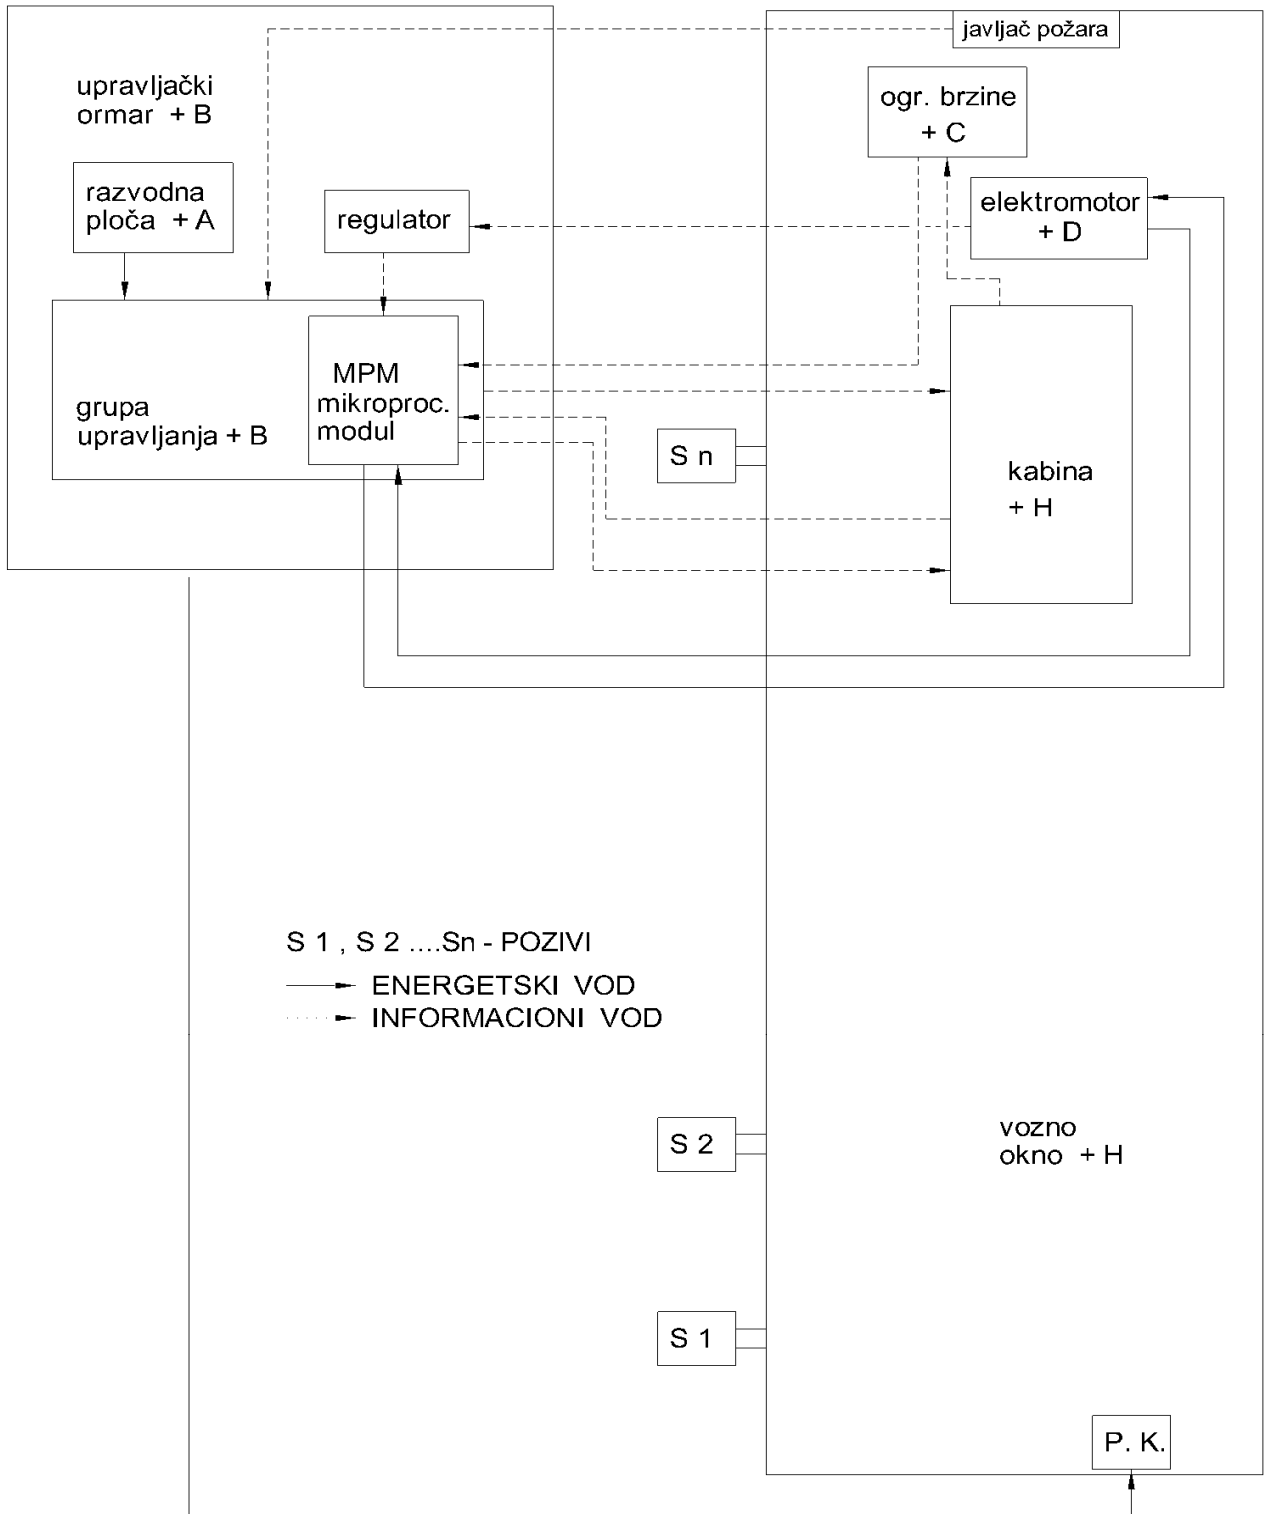 javljač požara
upravljački
ormar + B
ogr. brzine
+ C
razvodna
ploča + A
regulator
elektromotor
+ D
MPM
mikroproc.
modul
grupa
upravljanja + B
S n
kabina
+ H
S 1 , S 2 ....Sn - POZIVI
ENERGETSKI VOD
INFORMACIONI VOD
S 2
vozno
okno + H
S 1
P. K.